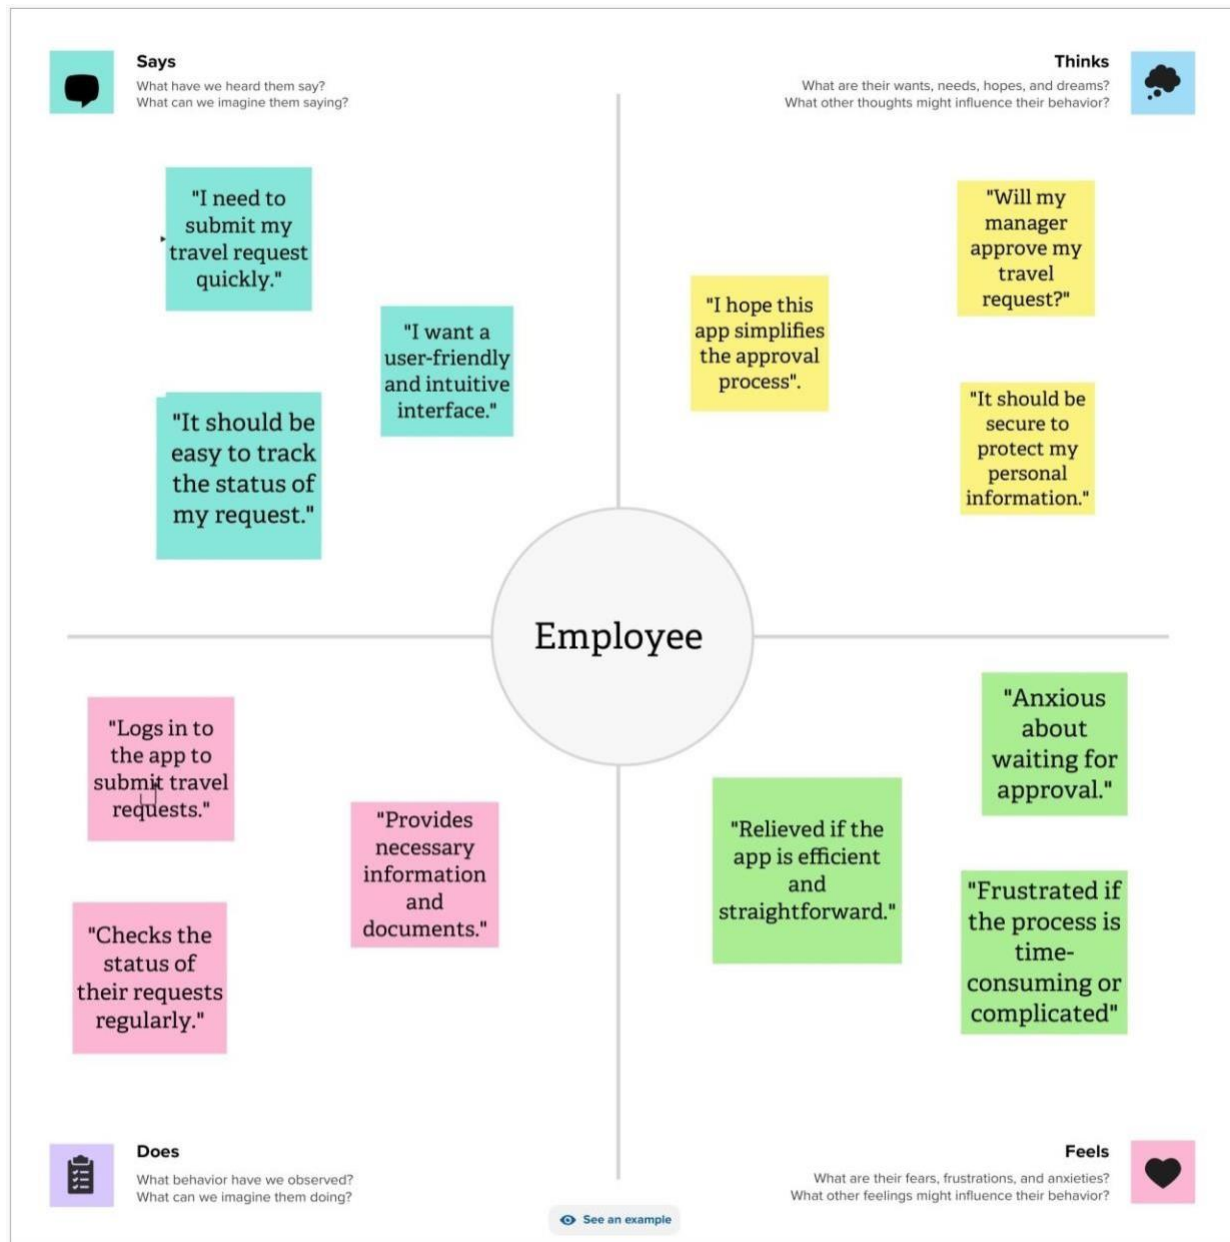 Says
What have we heard them say?
What can we imagine them saying?
Thinks
What are their wants, needs, hopes, and dreams?
What other thoughts might influence their behavior?
"I need to
submit my
travel request
quickly."
"I want a
user-friendly
and intuitive
interface."
"It should be
easy to track
the status of
my request."
"Will my
manager
approve my
travel
request?"
"I hope this
app simplifies
the approval
process".
"It should be
secure to
protect my
personal
information."
Employee
"Logs in to
the app to
submit travel
requests."
"Provides
necessary
information
and
documents."
"Checks the
status of
their requests
regularly."
"Anxious
about
waiting for
approval."
"Relieved if the
app is efficient
and
straightforward."
"Frustrated if
the process is
time-
consuming or
complicated"
Does
What behavior have we observed?
What can we imagine them doing?
Feels
What are their fears, frustrations, and anxieties?
What other feelings might influence their behavior?
See an example